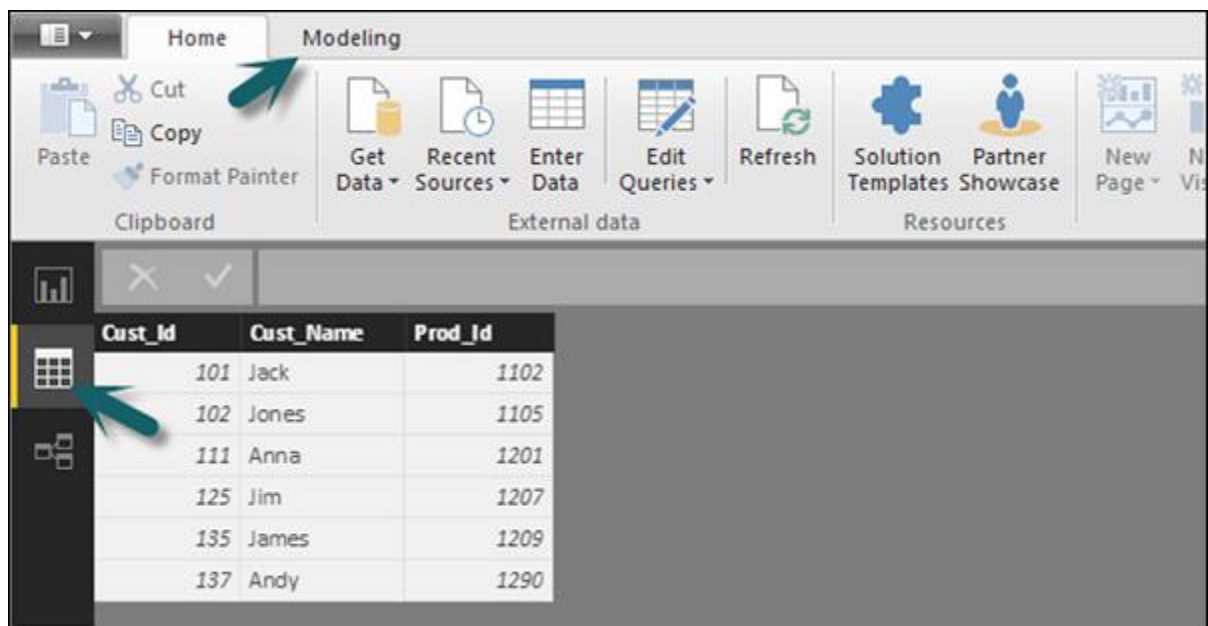 Home Modeling
Cut
Copy
Paste
Format Painter
Clipboard
Get Data
Recent Sources
Enter Data
Edit Queries
Refresh
External data
Solution Templates
Partner Showcase
Resources
New Page
Cust_Id Cust_Name Prod_Id
101 Jack 1102
102 Jones 1105
111 Anna 1201
125 Jim 1207
135 James 1209
137 Andy 1290